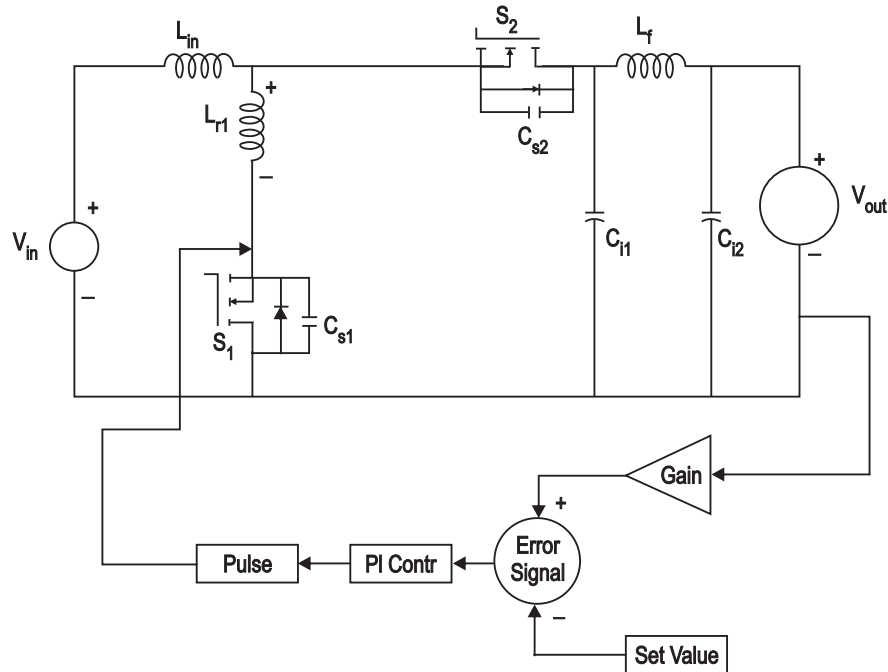 L_in
S_2
L_f
+
L_r1
−
C_s2
+
V_out
−
C_i1
C_i2
+
V_in
−
S_1
C_s1
Gain
+
Error
Signal
−
PI Contr
Pulse
Set Value